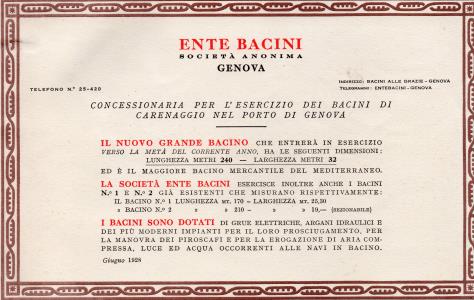 ENTE BACINI
SOCIETÀ ANONIMA
GENOVA
TELEFONO N.º 25-420
INDIRIZZO: BACINI ALLE GRAZIE - GENOVA
TELEGRAMMI: ENTEBACINI - GENOVA
CONCESSIONARIA PER L'ESERCIZIO DEI BACINI DI
CARENAGGIO NEL PORTO DI GENOVA
IL NUOVO GRANDE BACINO CHE ENTRERÀ IN ESERCIZIO
VERSO LA METÀ DEL CORRENTE ANNO, HA LE SEGUENTI DIMENSIONI:
LUNGHEZZA METRI 240 — LARGHEZZA METRI 32
ED È IL MAGGIORE BACINO MERCANTILE DEL MEDITERRANEO.
LA SOCIETÀ ENTE BACINI ESERCISCE INOLTRE ANCHE I BACINI
N.º 1 E N.º 2 GIÀ ESISTENTI CHE MISURANO RISPETTIVAMENTE:
IL BACINO N.º 1 LUNGHEZZA MT. 170 - LARGHEZZA MT. 25,30
» BACINO N.º 2 » » 210 - » » 19,— (SEZIONABILE)
I BACINI SONO DOTATI DI GRUE ELETTRICHE, ARGANI IDRAULICI E
DEI PIÙ MODERNI IMPIANTI PER IL LORO PROSCIUGAMENTO, PER
LA MANOVRA DEI PIROSCAFI E PER LA EROGAZIONE DI ARIA COM-
PRESSA, LUCE ED ACQUA OCCORRENTI ALLE NAVI IN BACINO.
Giugno 1928